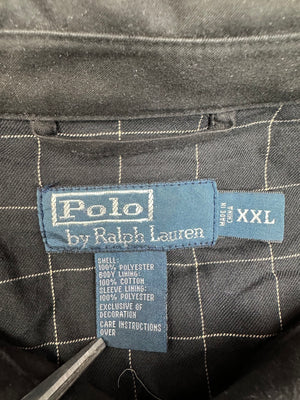 Polo
by Ralph Lauren
MADE IN
CHINA
XXL
SHELL:
100% POLYESTER
BODY LINING:
100% COTTON
SLEEVE LINING:
100% POLYESTER
EXCLUSIVE OF
DECORATION
CARE INSTRUCTIONS
OVER